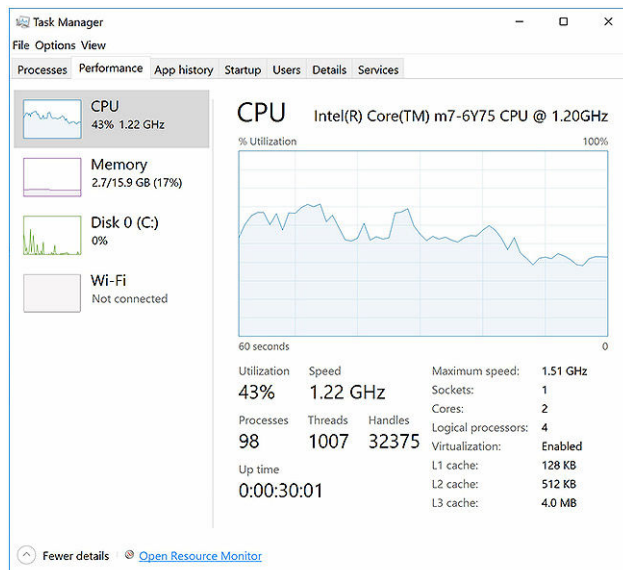 Task Manager
File Options View
Processes Performance App history Startup Users Details Services
CPU
43% 1.22 GHz
Memory
2.7/15.9 GB (17%)
Disk 0 (C:)
0%
Wi-Fi
Not connected
CPU Intel(R) Core(TM) m7-6Y75 CPU @ 1.20GHz
% Utilization 100%
60 seconds 0
Utilization Speed
43% 1.22 GHz
Processes Threads Handles
98 1007 32375
Up time
0:00:30:01
Maximum speed: 1.51 GHz
Sockets: 1
Cores: 2
Logical processors: 4
Virtualization: Enabled
L1 cache: 128 KB
L2 cache: 512 KB
L3 cache: 4.0 MB
Fewer details Open Resource Monitor